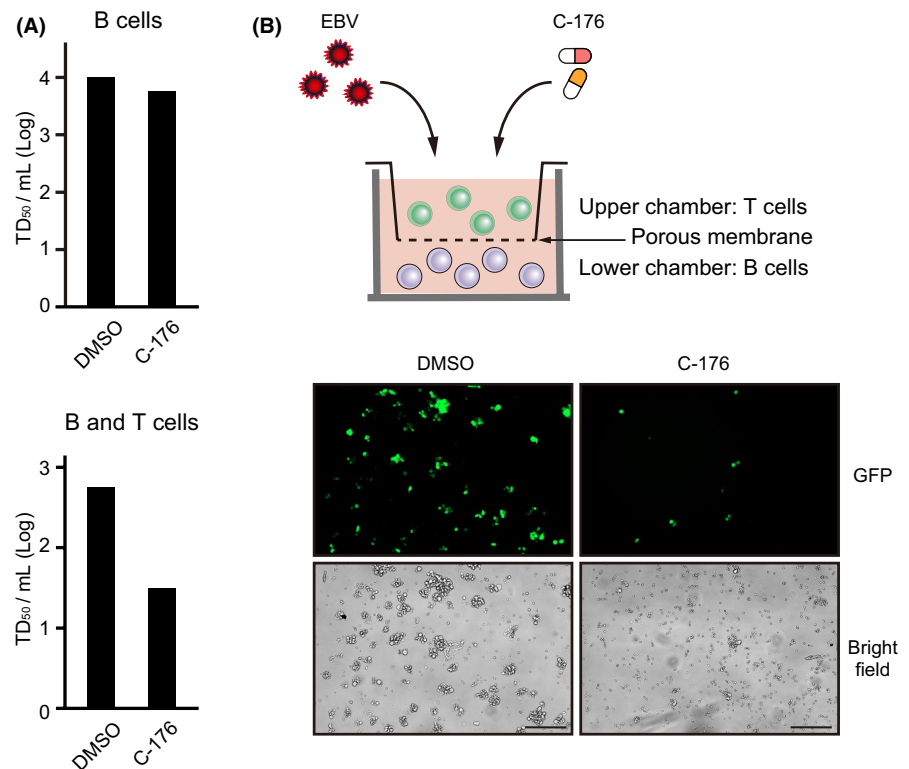 (A)
B cells
4
3
2
1
0
TD₅₀ / mL (Log)
DMSO
C-176
B and T cells
3
2
1
0
TD₅₀ / mL (Log)
DMSO
C-176
(B)
EBV
C-176
Upper chamber: T cells
Porous membrane
Lower chamber: B cells
DMSO
C-176
GFP
Bright
field